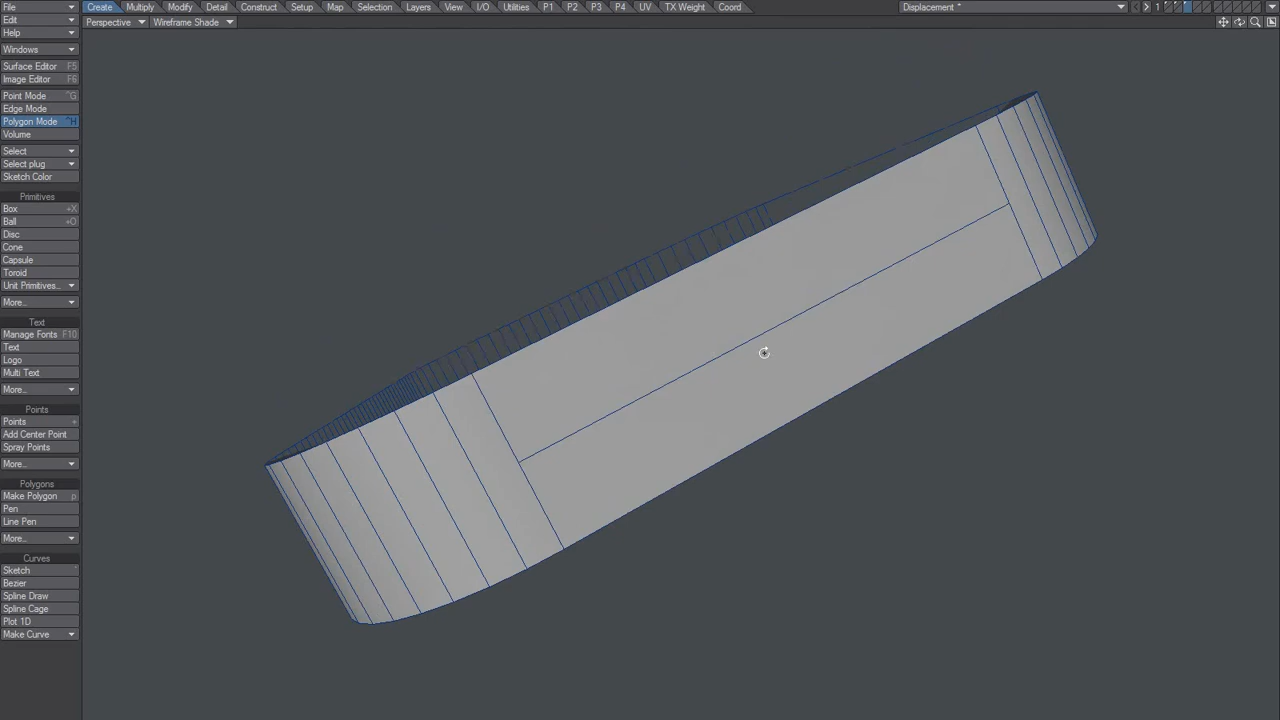 File
Create Multiply Modify Detail Construct Setup Map Selection Layers View I/O Utilities P1 P2 P3 P4 UV TX Weight Coord Displacement * 1
Edit
Perspective Wireframe Shade
Help
Windows
Surface Editor F5
Image Editor F6
Point Mode ^G
Edge Mode
Polygon Mode ^H
Volume
Select
Select plug
Sketch Color
Primitives
Box +X
Ball +O
Disc
Cone
Capsule
Toroid
Unit Primitives...
More...
Text
Manage Fonts F10
Text
Logo
Multi Text
More...
Points
Points +
Add Center Point
Spray Points
More...
Polygons
Make Polygon p
Pen
Line Pen
More...
Curves
Sketch '
Bezier
Spline Draw
Spline Cage
Plot 1D
Make Curve